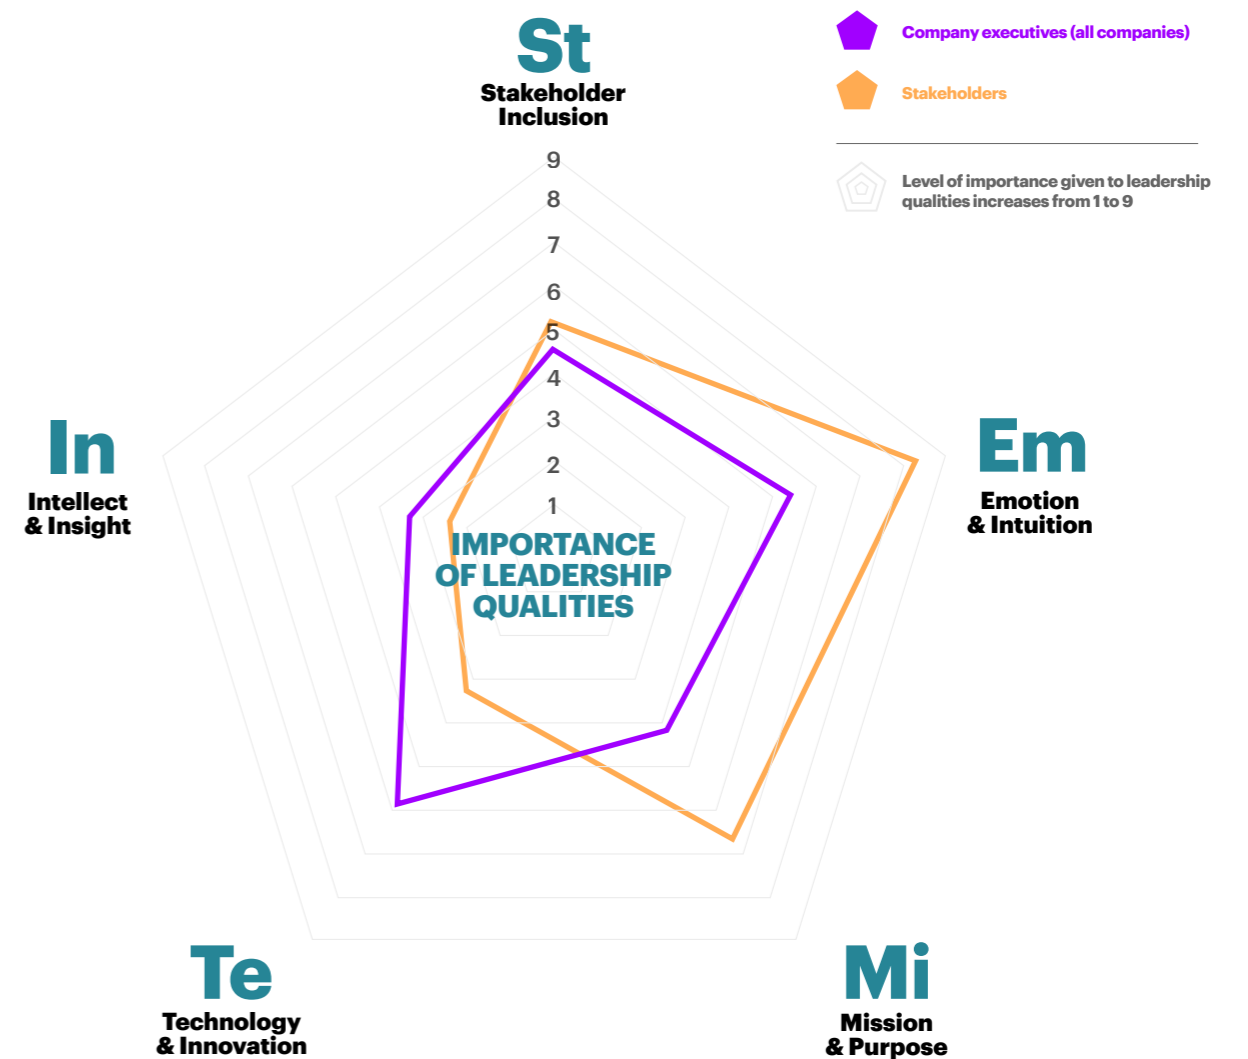 St
Stakeholder
Inclusion
Company executives (all companies)
Stakeholders
Level of importance given to leadership
qualities increases from 1 to 9
9
8
7
6
5
4
3
2
1
In
Intellect
& Insight
Em
Emotion
& Intuition
IMPORTANCE
OF LEADERSHIP
QUALITIES
Te
Technology
& Innovation
Mi
Mission
& Purpose